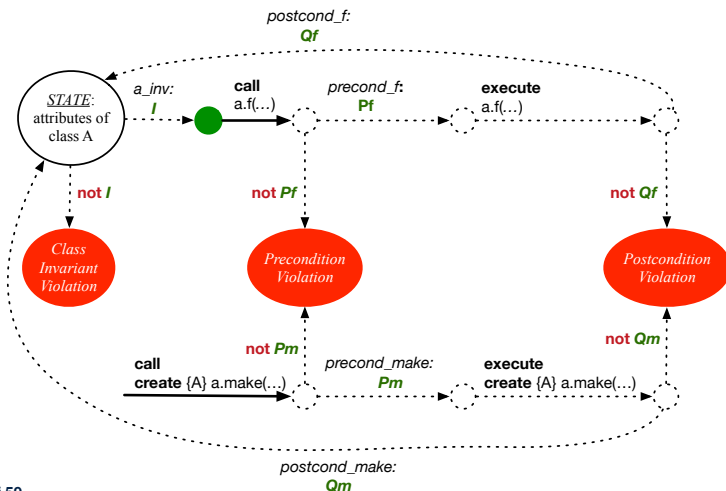 postcond_f:
Qf
STATE:
attributes of
class A
a_inv:
I
call
a.f(…)
precond_f:
Pf
execute
a.f(…)
not I
not Pf
not Qf
Class
Invariant
Violation
Precondition
Violation
Postcondition
Violation
not Pm
not Qm
call
create {A} a.make(…)
precond_make:
Pm
execute
create {A} a.make(…)
postcond_make:
Qm